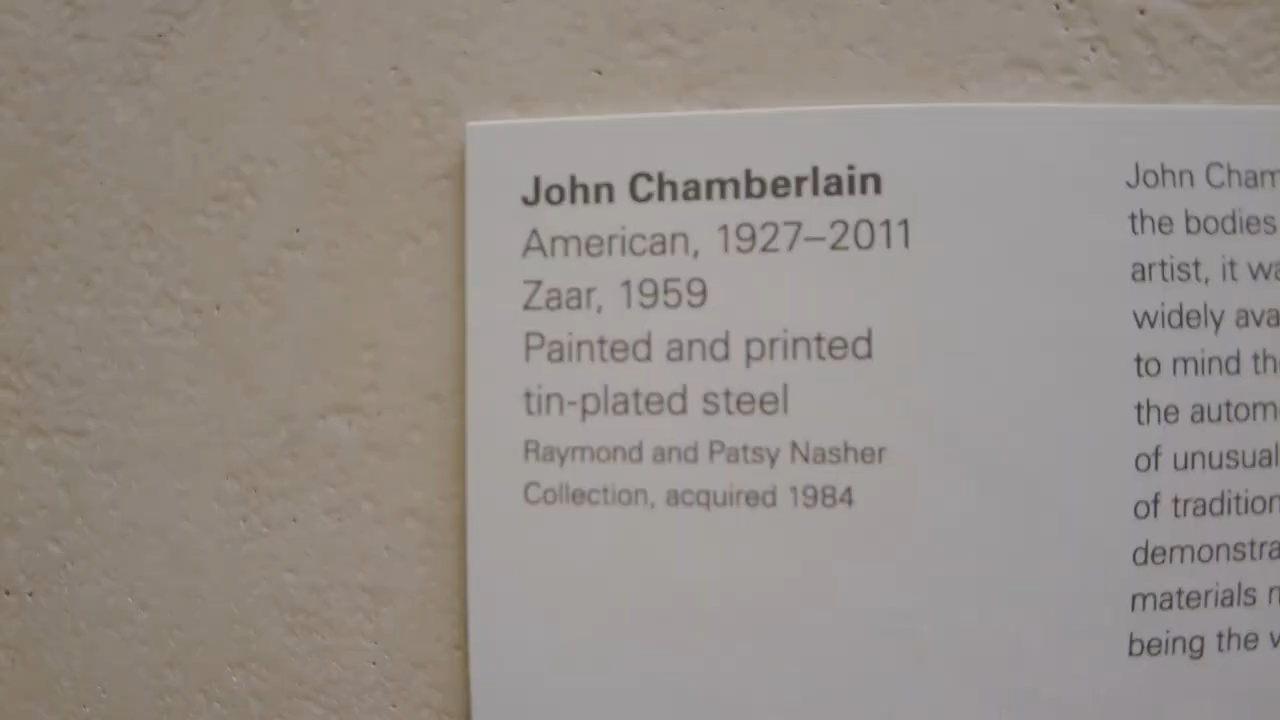 John Chamberlain
American, 1927–2011
Zaar, 1959
Painted and printed
tin-plated steel
Raymond and Patsy Nasher
Collection, acquired 1984
John Cham
the bodies
artist, it wa
widely ava
to mind th
the autom
of unusual
of tradition
demonstra
materials
being the